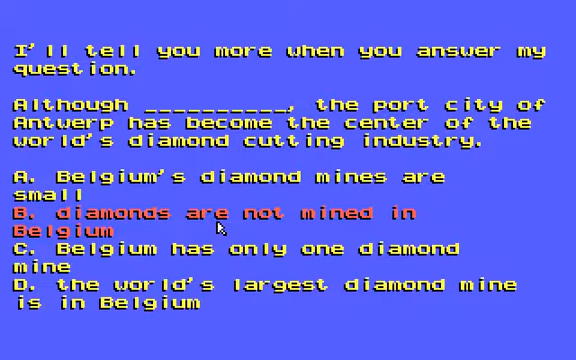 I'll tell you more when you answer my
question.
Although __________, the port city of
Antwerp has become the center of the
world's diamond cutting industry.
A. Belgium's diamond mines are
small
B. diamonds are not mined in
Belgium
C. Belgium has only one diamond
mine
D. the world's largest diamond mine
is in Belgium